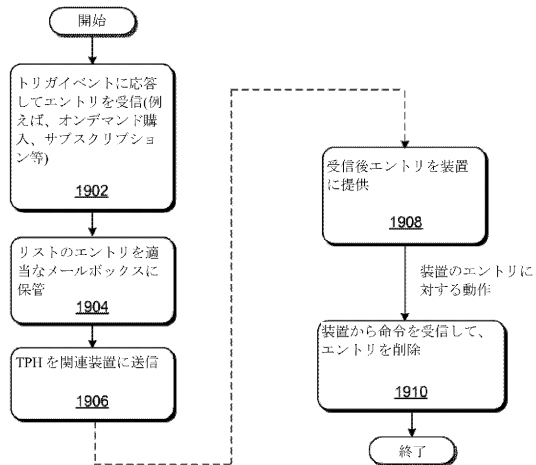 開始
トリガイベントに応答
してエントリを受信(例
えば、オンデマンド購
入、サブスクリプショ
ン等)
1902
リストのエントリを適
当なメールボックスに
保管
1904
TPHを関連装置に送信
1906
受信後エントリを装置
に提供
1908
装置のエントリに
対する動作
装置から命令を受信して、
エントリを削除
1910
終了